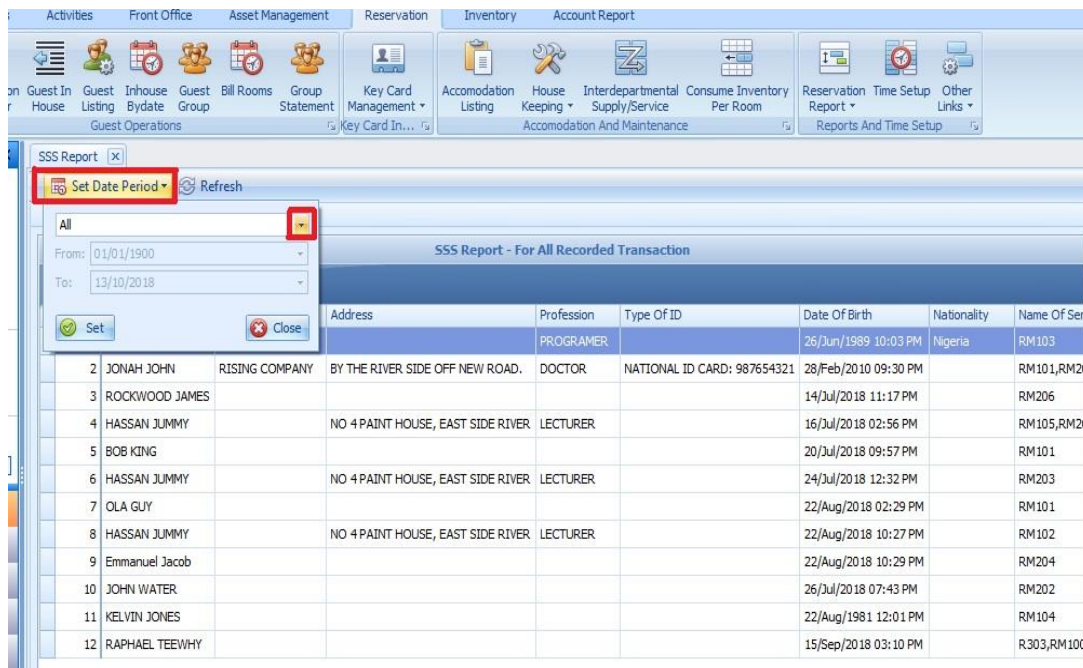 Activities Front Office Asset Management Reservation Inventory Account Report
Guest In House Guest Listing Inhouse Bydate Guest Group Bill Rooms Group Statement Key Card Management Accomodation Listing House Keeping Interdepartmental Supply/Service Consume Inventory Per Room Reservation Report Time Setup Other Links
Guest Operations Key Card In... Accomodation And Maintenance Reports And Time Setup
SSS Report
Set Date Period Refresh
All
From: 01/01/1900
SSS Report - For All Recorded Transaction
To: 13/10/2018
Set Close
Address Profession Type Of ID Date Of Birth Nationality Name Of Ser
PROGRAMER 26/Jun/1989 10:03 PM Nigeria RM103
2 JONAH JOHN RISING COMPANY BY THE RIVER SIDE OFF NEW ROAD. DOCTOR NATIONAL ID CARD: 987654321 28/Feb/2010 09:30 PM RM101,RM20
3 ROCKWOOD JAMES 14/Jul/2018 11:17 PM RM206
4 HASSAN JUMMY NO 4 PAINT HOUSE, EAST SIDE RIVER LECTURER 16/Jul/2018 02:56 PM RM105,RM20
5 BOB KING 20/Jul/2018 09:57 PM RM101
6 HASSAN JUMMY NO 4 PAINT HOUSE, EAST SIDE RIVER LECTURER 24/Jul/2018 12:32 PM RM203
7 OLA GUY 22/Aug/2018 02:29 PM RM101
8 HASSAN JUMMY NO 4 PAINT HOUSE, EAST SIDE RIVER LECTURER 22/Aug/2018 10:27 PM RM102
9 Emmanuel Jacob 22/Aug/2018 10:29 PM RM204
10 JOHN WATER 26/Jul/2018 07:43 PM RM202
11 KELVIN JONES 22/Aug/1981 12:01 PM RM104
12 RAPHAEL TEEWHY 15/Sep/2018 03:10 PM R303,RM100